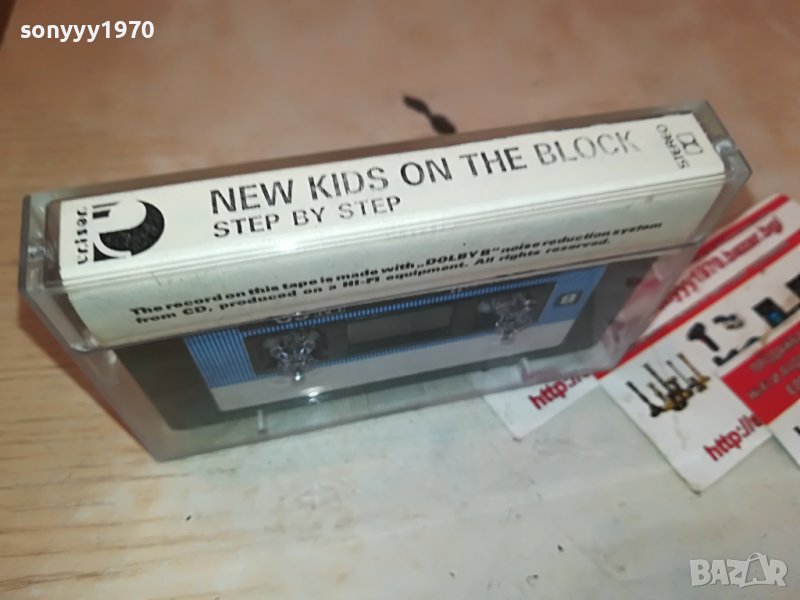 sonyyy1970
NEW KIDS ON THE BLOCK
STEP BY STEP
STEREO
The record on this tape is made with „DOLBY B" noise reduction system
from CD, produced on a HI-FI equipment. All rights reserved.
http://
http://
BAZAR